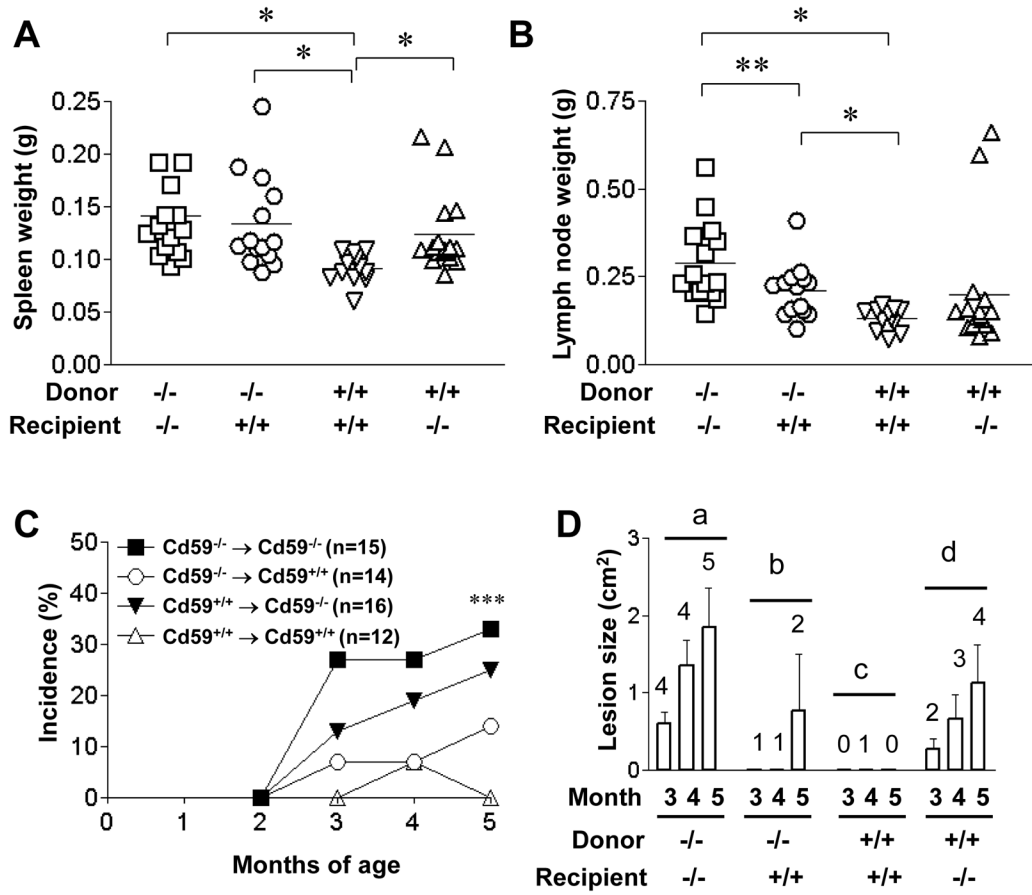 A
*
*
*
Spleen weight (g)
0.25
0.20
0.15
0.10
0.05
0.00
Donor -/- -/- +/+ +/+
Recipient -/- +/+ +/+ -/-
B
*
**
*
Lymph node weight (g)
0.75
0.50
0.25
0.00
Donor -/- -/- +/+ +/+
Recipient -/- +/+ +/+ -/-
C
Incidence (%)
50
40
30
20
10
0
Cd59-/- → Cd59-/- (n=15)
Cd59-/- → Cd59+/+ (n=14)
Cd59+/+ → Cd59-/- (n=16)
Cd59+/+ → Cd59+/+ (n=12)
***
0 1 2 3 4 5
Months of age
D
Lesion size (cm²)
3
2
1
0
a
4 4 5
b
1 1 2
c
0 1 0
d
2 3 4
Month 3 4 5 3 4 5 3 4 5 3 4 5
Donor -/- -/- +/+ +/+
Recipient -/- +/+ +/+ -/-